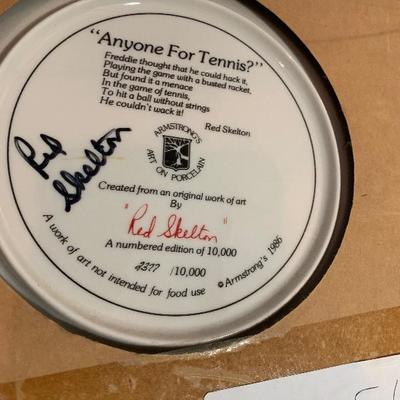 "Anyone For Tennis?"
Freddie thought that he could hack it,
Playing the game with a busted racket.
But found it a menace
In the game of tennis,
To hit a ball without strings
He couldn't wack it!
Red Skelton
ARMSTRONG'S
ART ON PORCELAIN
Red
Skelton
Created from an original work of art
By
"Red Skelton"
A numbered edition of 10,000
2377/10,000
A work of art not intended for food use
© Armstrong's 1986